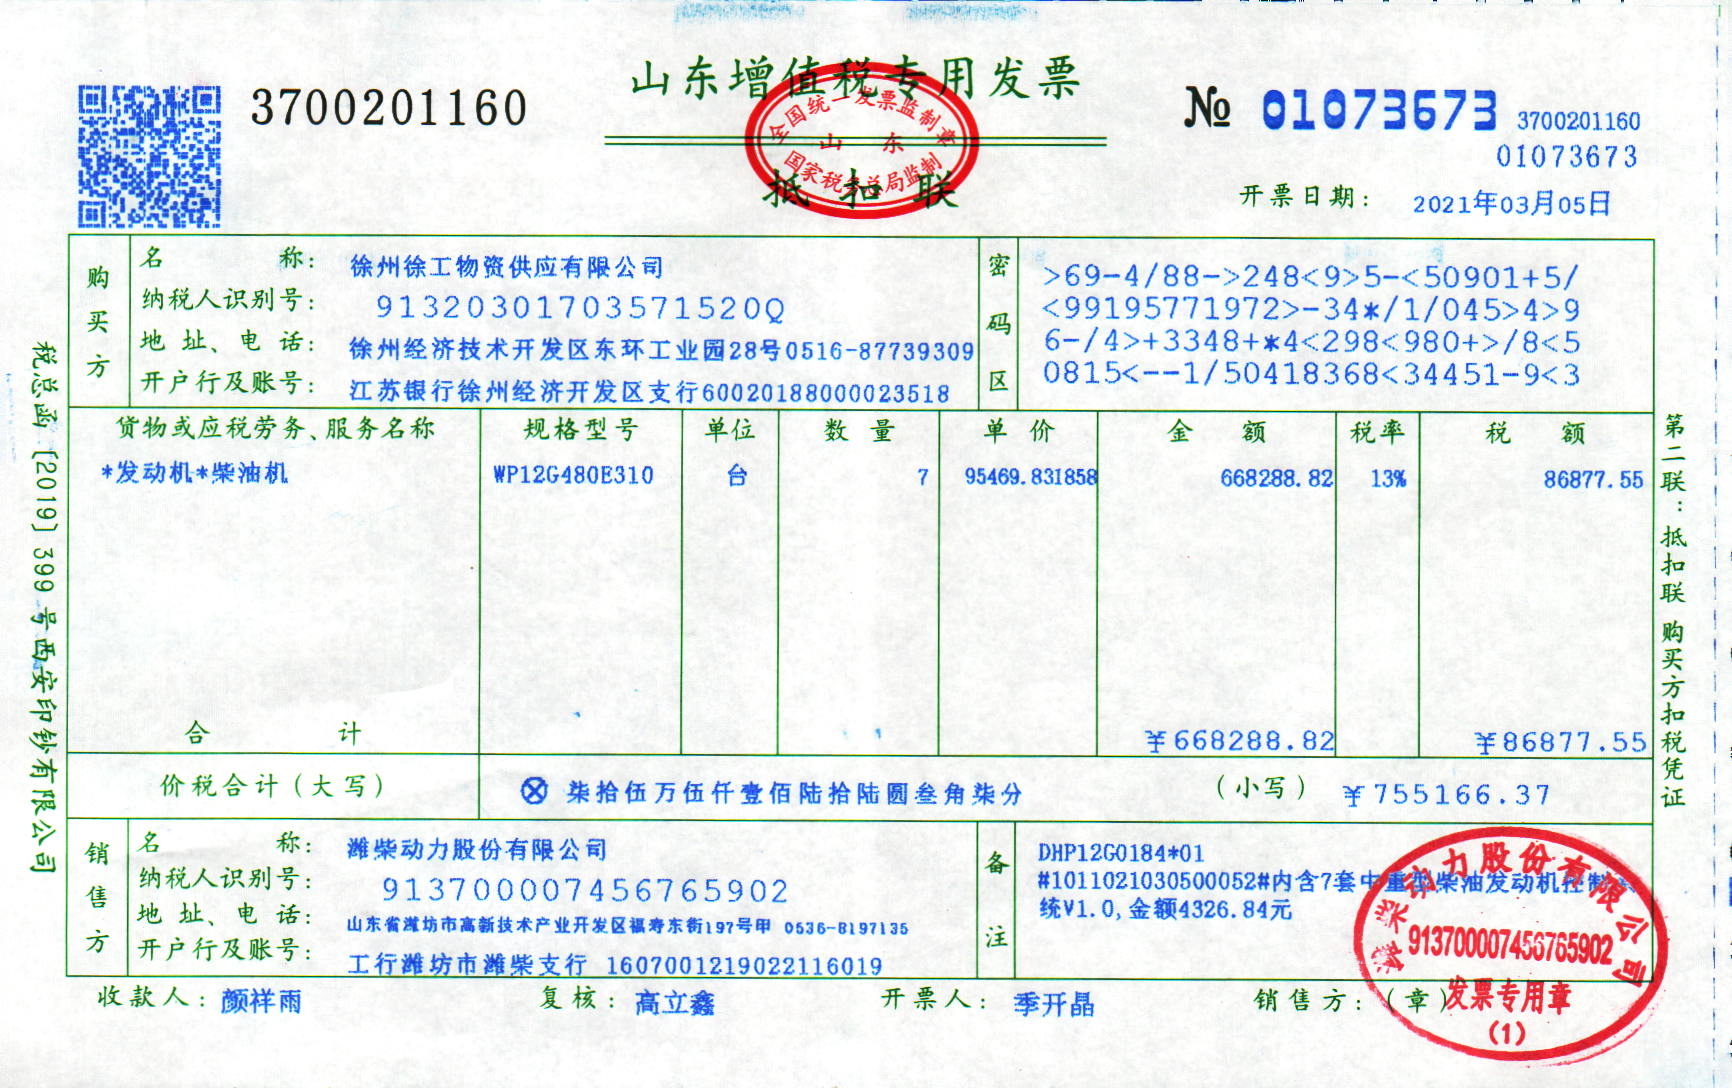 山东增值税专用发票
3700201160
№ 01073673
3700201160
01073673
全国统一发票监制章
山东
国家税务总局监制
抵扣联
开票日期: 2021年03月05日
购买方
名称: 徐州徐工物资供应有限公司
纳税人识别号: 91320301703571520Q
地址、电话: 徐州经济技术开发区东环工业园28号0516-87739309
开户行及账号: 江苏银行徐州经济开发区支行60020188000023518
密码区
>69-4/88->248<9>5-<50901+5/
<99195771972>-34*/1/045>4>9
6-/4>+3348+*4<298<980+>/8<5
0815<--1/50418368<34451-9<3
货物或应税劳务、服务名称 规格型号 单位 数量 单价 金额 税率 税额
*发动机*柴油机 WP12G480E310 台 7 95469.831858 668288.82 13% 86877.55
合计 ¥668288.82 ¥86877.55
价税合计(大写) ⊗柒拾伍万伍仟壹佰陆拾陆圆叁角柒分 (小写) ¥755166.37
销售方
名称: 潍柴动力股份有限公司
纳税人识别号: 913700007456765902
地址、电话: 山东省潍坊市高新技术产业开发区福寿东街197号甲 0536-8197135
开户行及账号: 工行潍坊市潍柴支行 1607001219022116019
备注
DHP12G0184*01
#1011021030500052#内含7套中重型柴油发动机控制系
统V1.0,金额4326.84元
收款人: 颜祥雨 复核: 高立鑫 开票人: 季开晶 销售方:(章)
潍柴动力股份有限公司
913700007456765902
发票专用章
(1)
税总函[2019]399号西安印钞有限公司
第二联:抵扣联 购买方扣税凭证